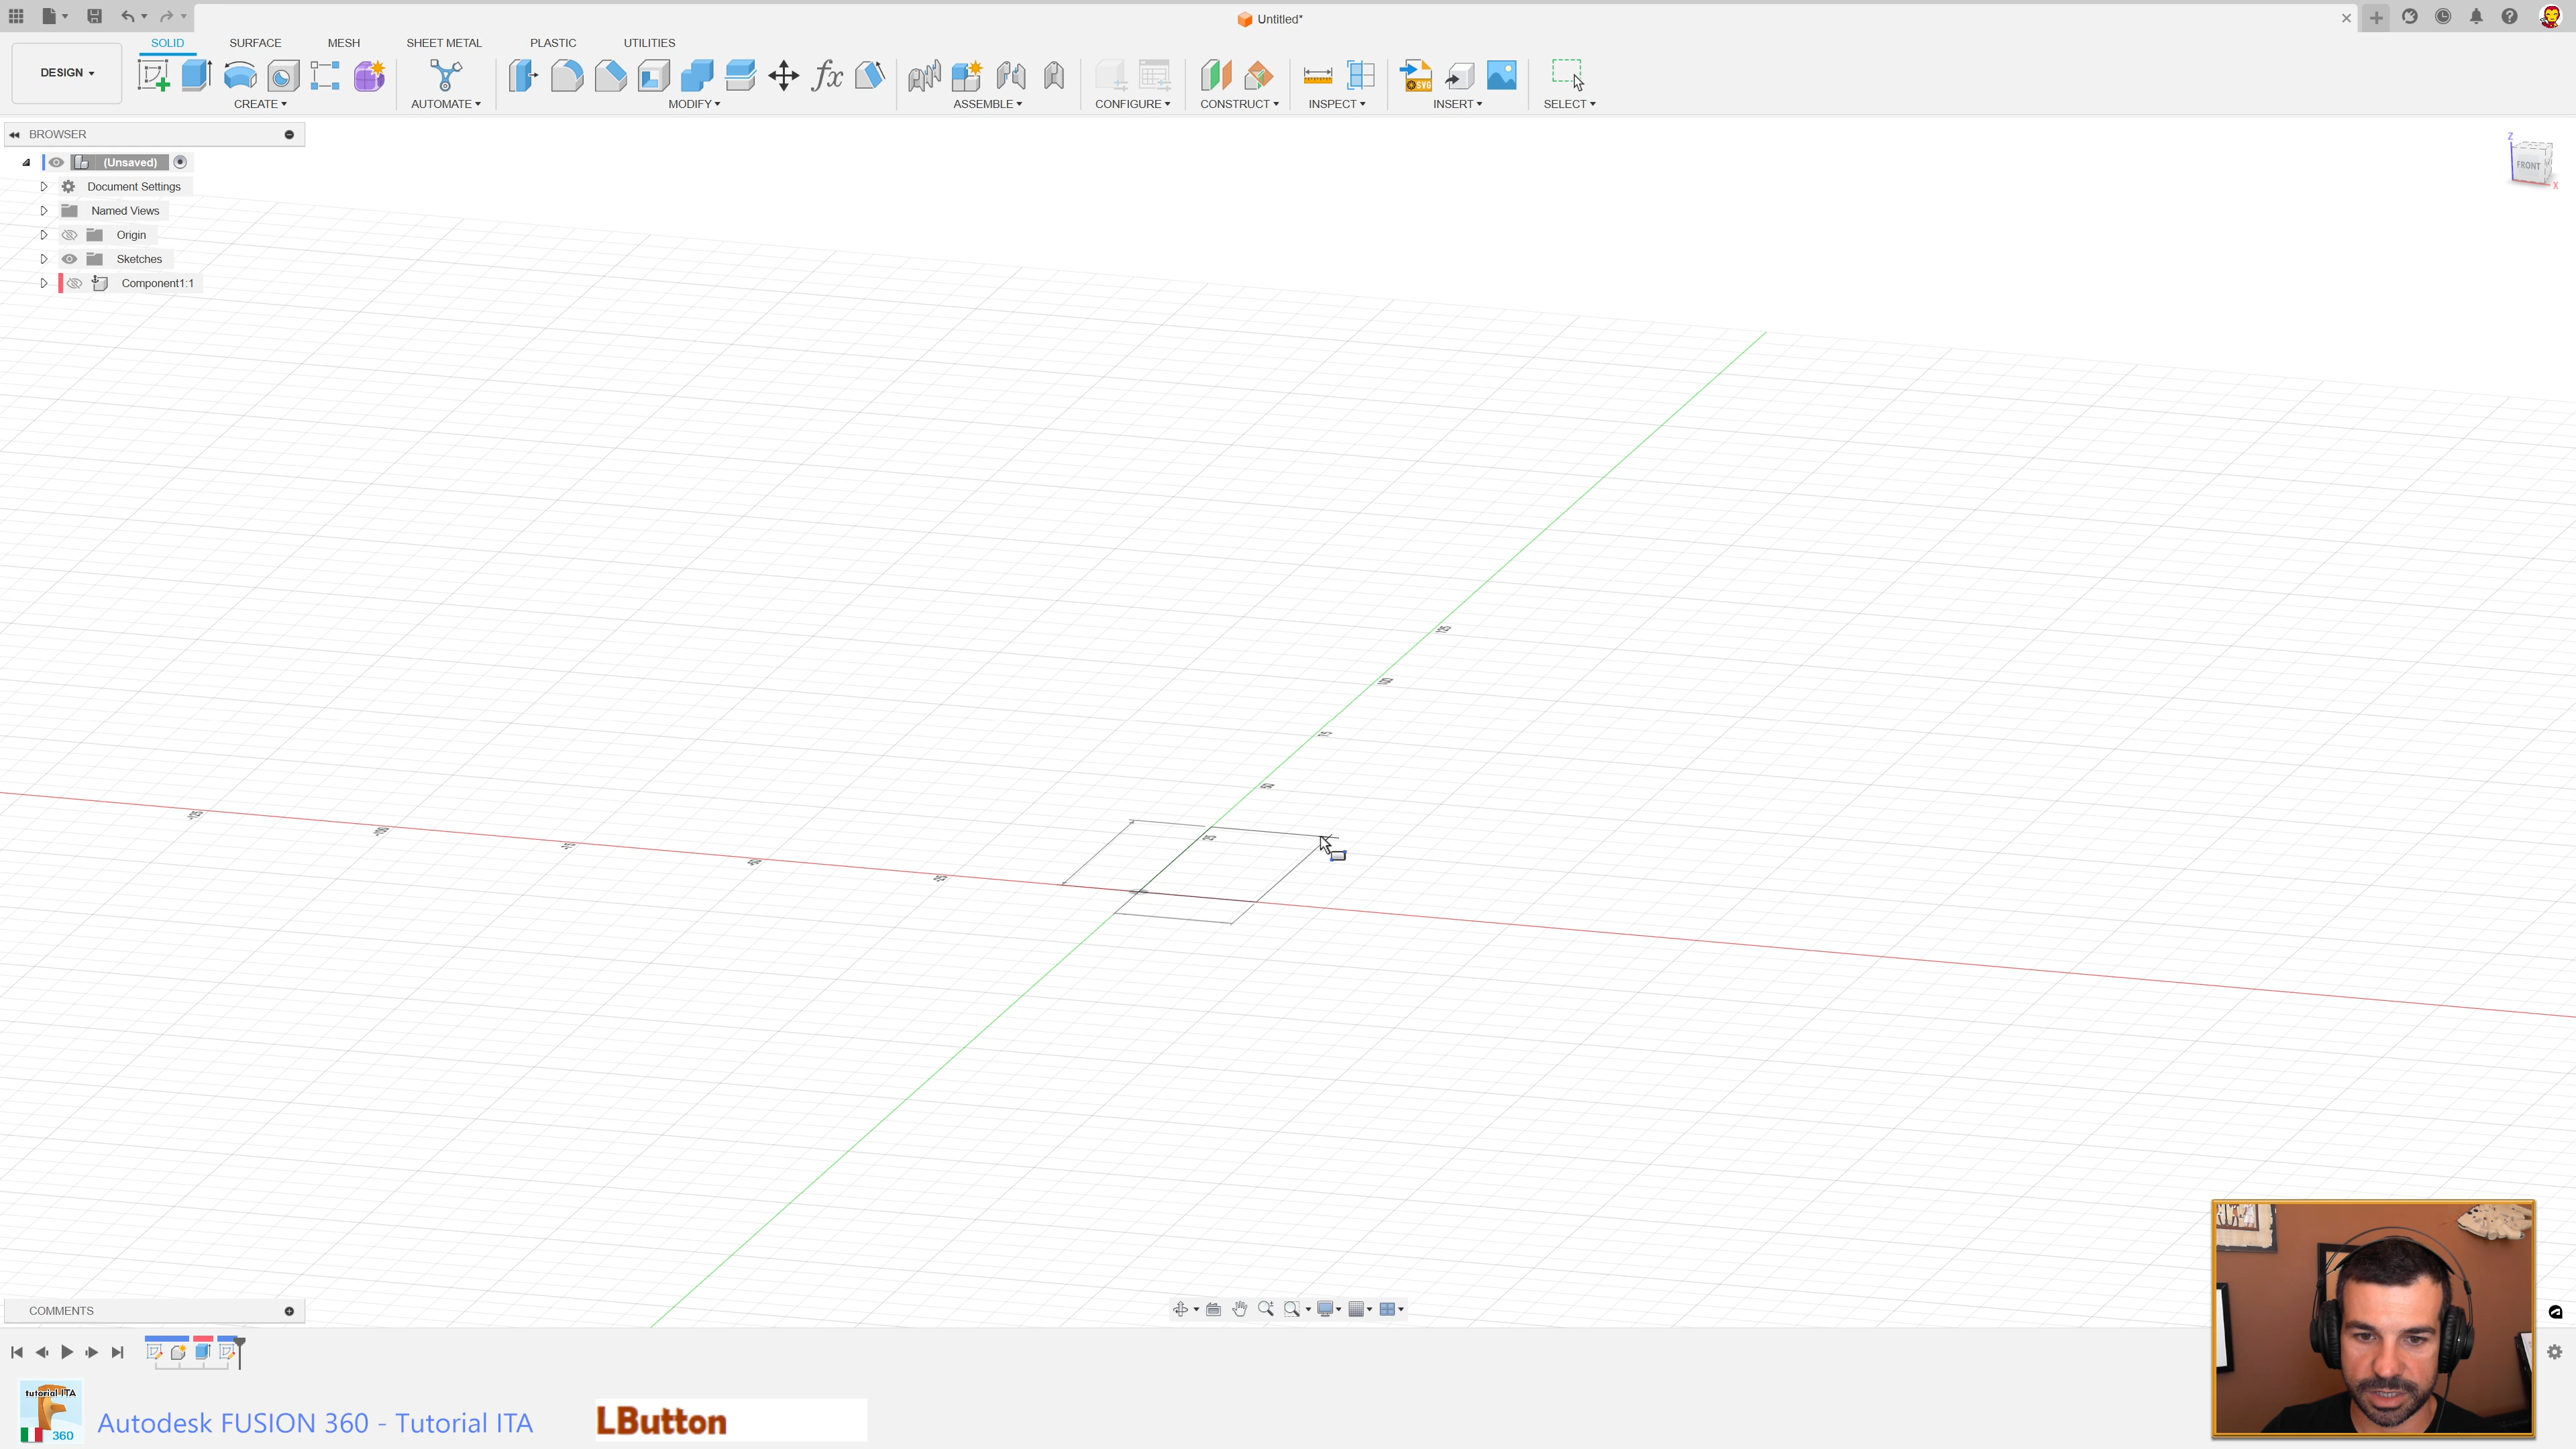 Untitled*
DESIGN
SOLID
SURFACE
MESH
SHEET METAL
PLASTIC
UTILITIES
SVG
CREATE
AUTOMATE
MODIFY
ASSEMBLE
CONFIGURE
CONSTRUCT
INSPECT
INSERT
SELECT
BROWSER
(Unsaved)
Document Settings
Named Views
Origin
Sketches
Component1:1
Z
FRONT
X
COMMENTS
tutorial ITA
360
Autodesk FUSION 360 - Tutorial ITA
LButton